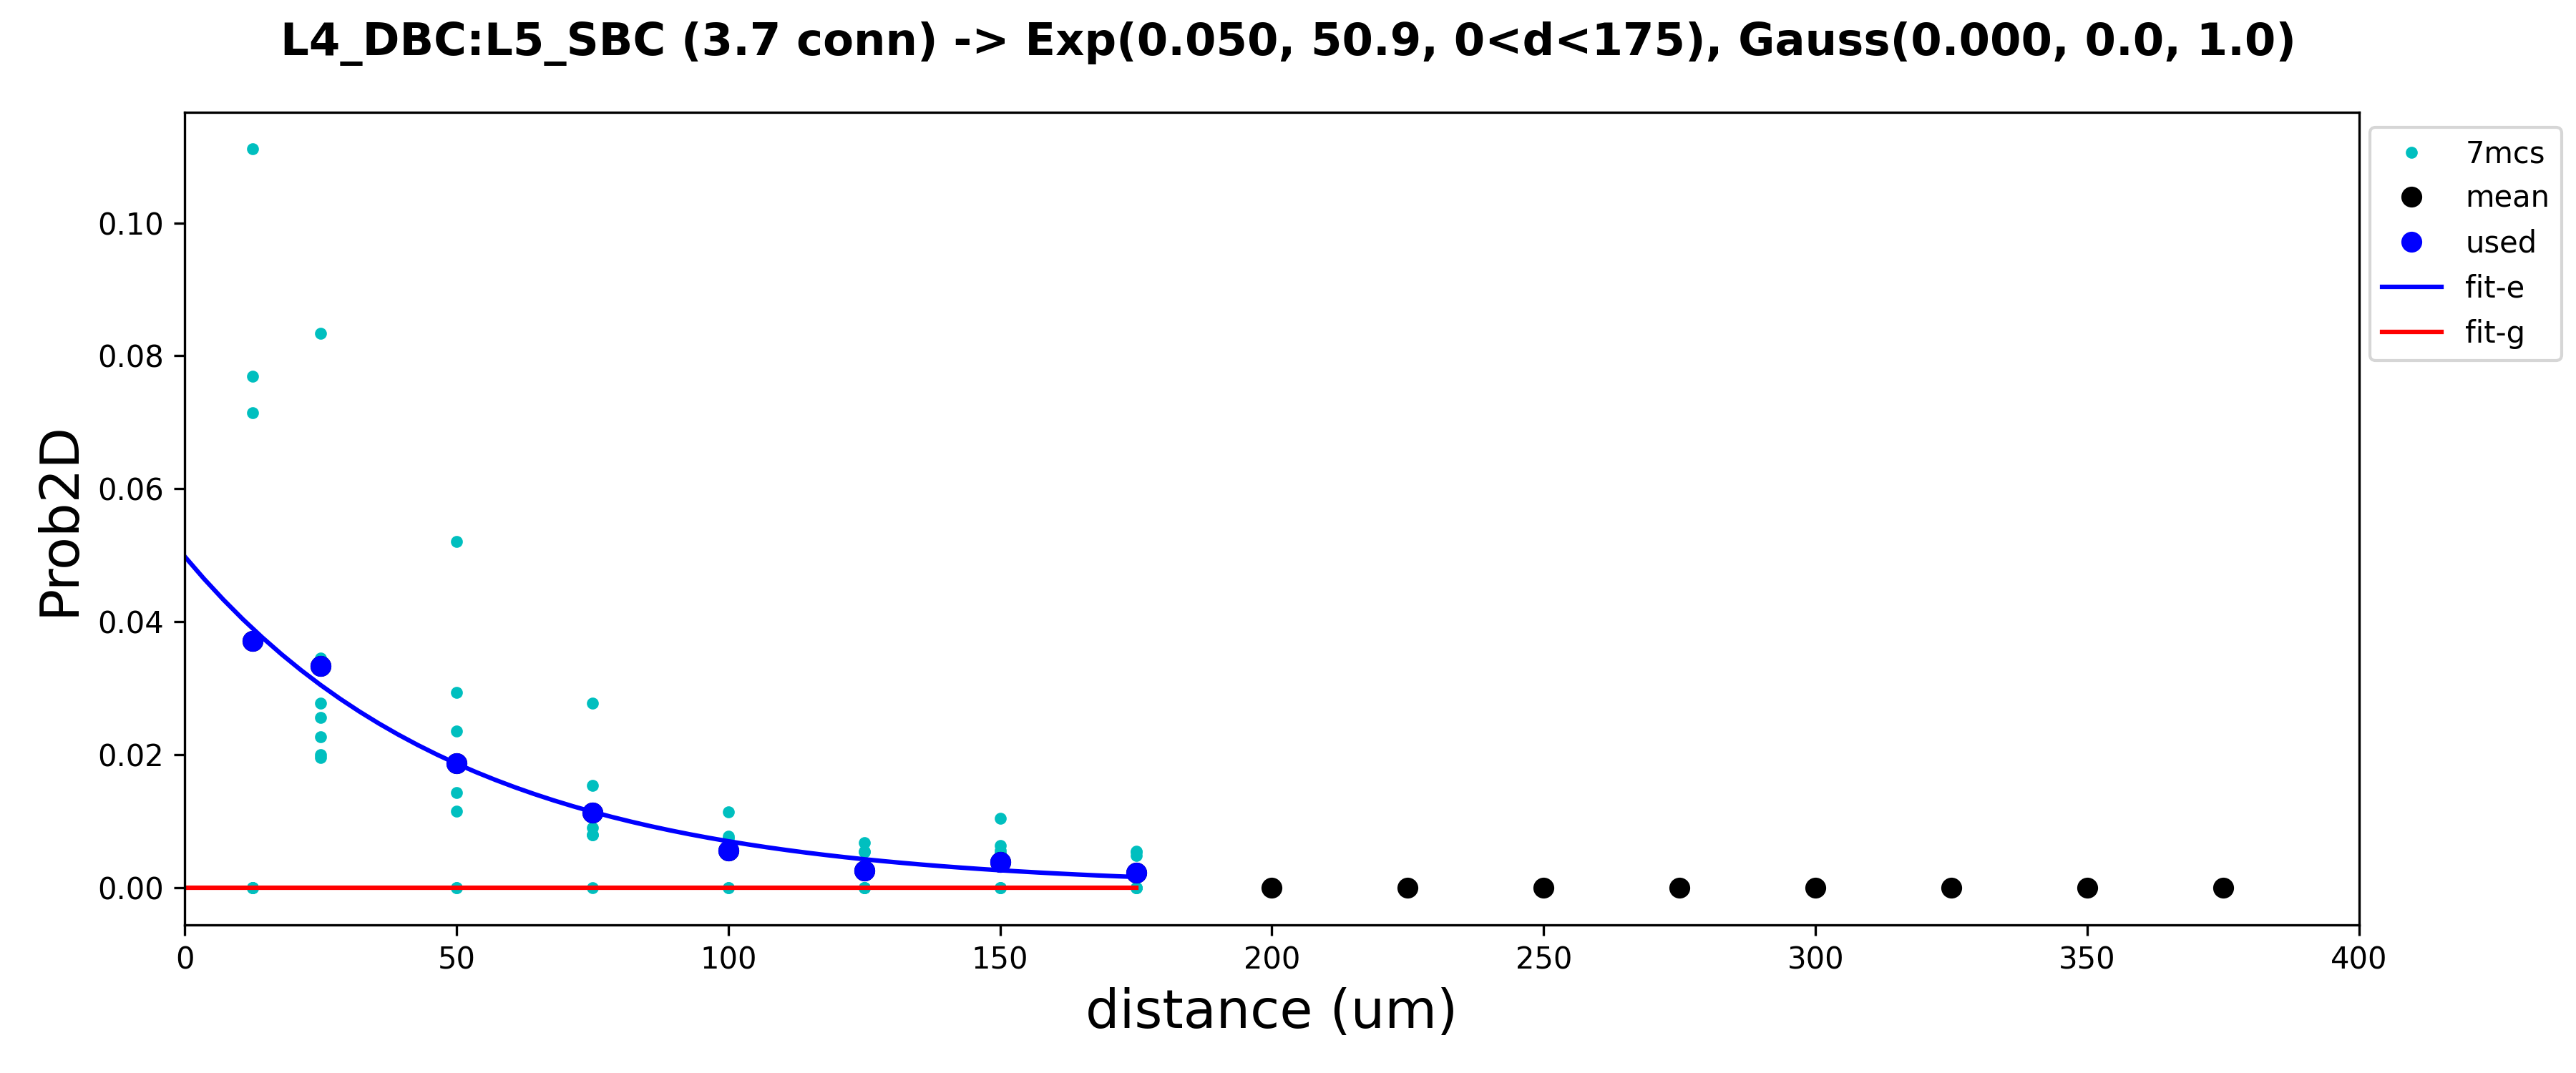 L4_DBC:L5_SBC (3.7 conn) -> Exp(0.050, 50.9, 0<d<175), Gauss(0.000, 0.0, 1.0)
7mcs
mean
used
fit-e
fit-g
Prob2D
0.10
0.08
0.06
0.04
0.02
0.00
0 50 100 150 200 250 300 350 400
distance (um)